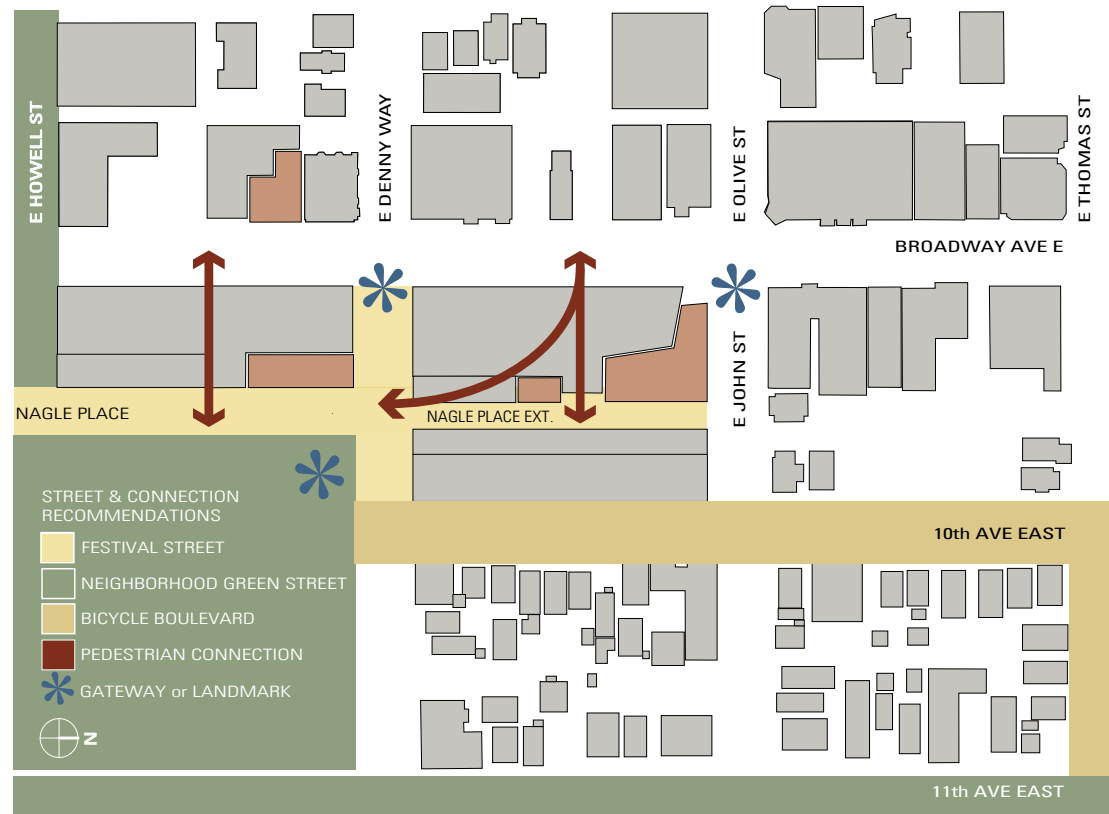 E HOWELL ST
E DENNY WAY
E OLIVE ST
E THOMAS ST
BROADWAY AVE E
E JOHN ST
NAGLE PLACE
NAGLE PLACE EXT.
STREET & CONNECTION
RECOMMENDATIONS
FESTIVAL STREET
NEIGHBORHOOD GREEN STREET
BICYCLE BOULEVARD
PEDESTRIAN CONNECTION
GATEWAY or LANDMARK
N
10th AVE EAST
11th AVE EAST